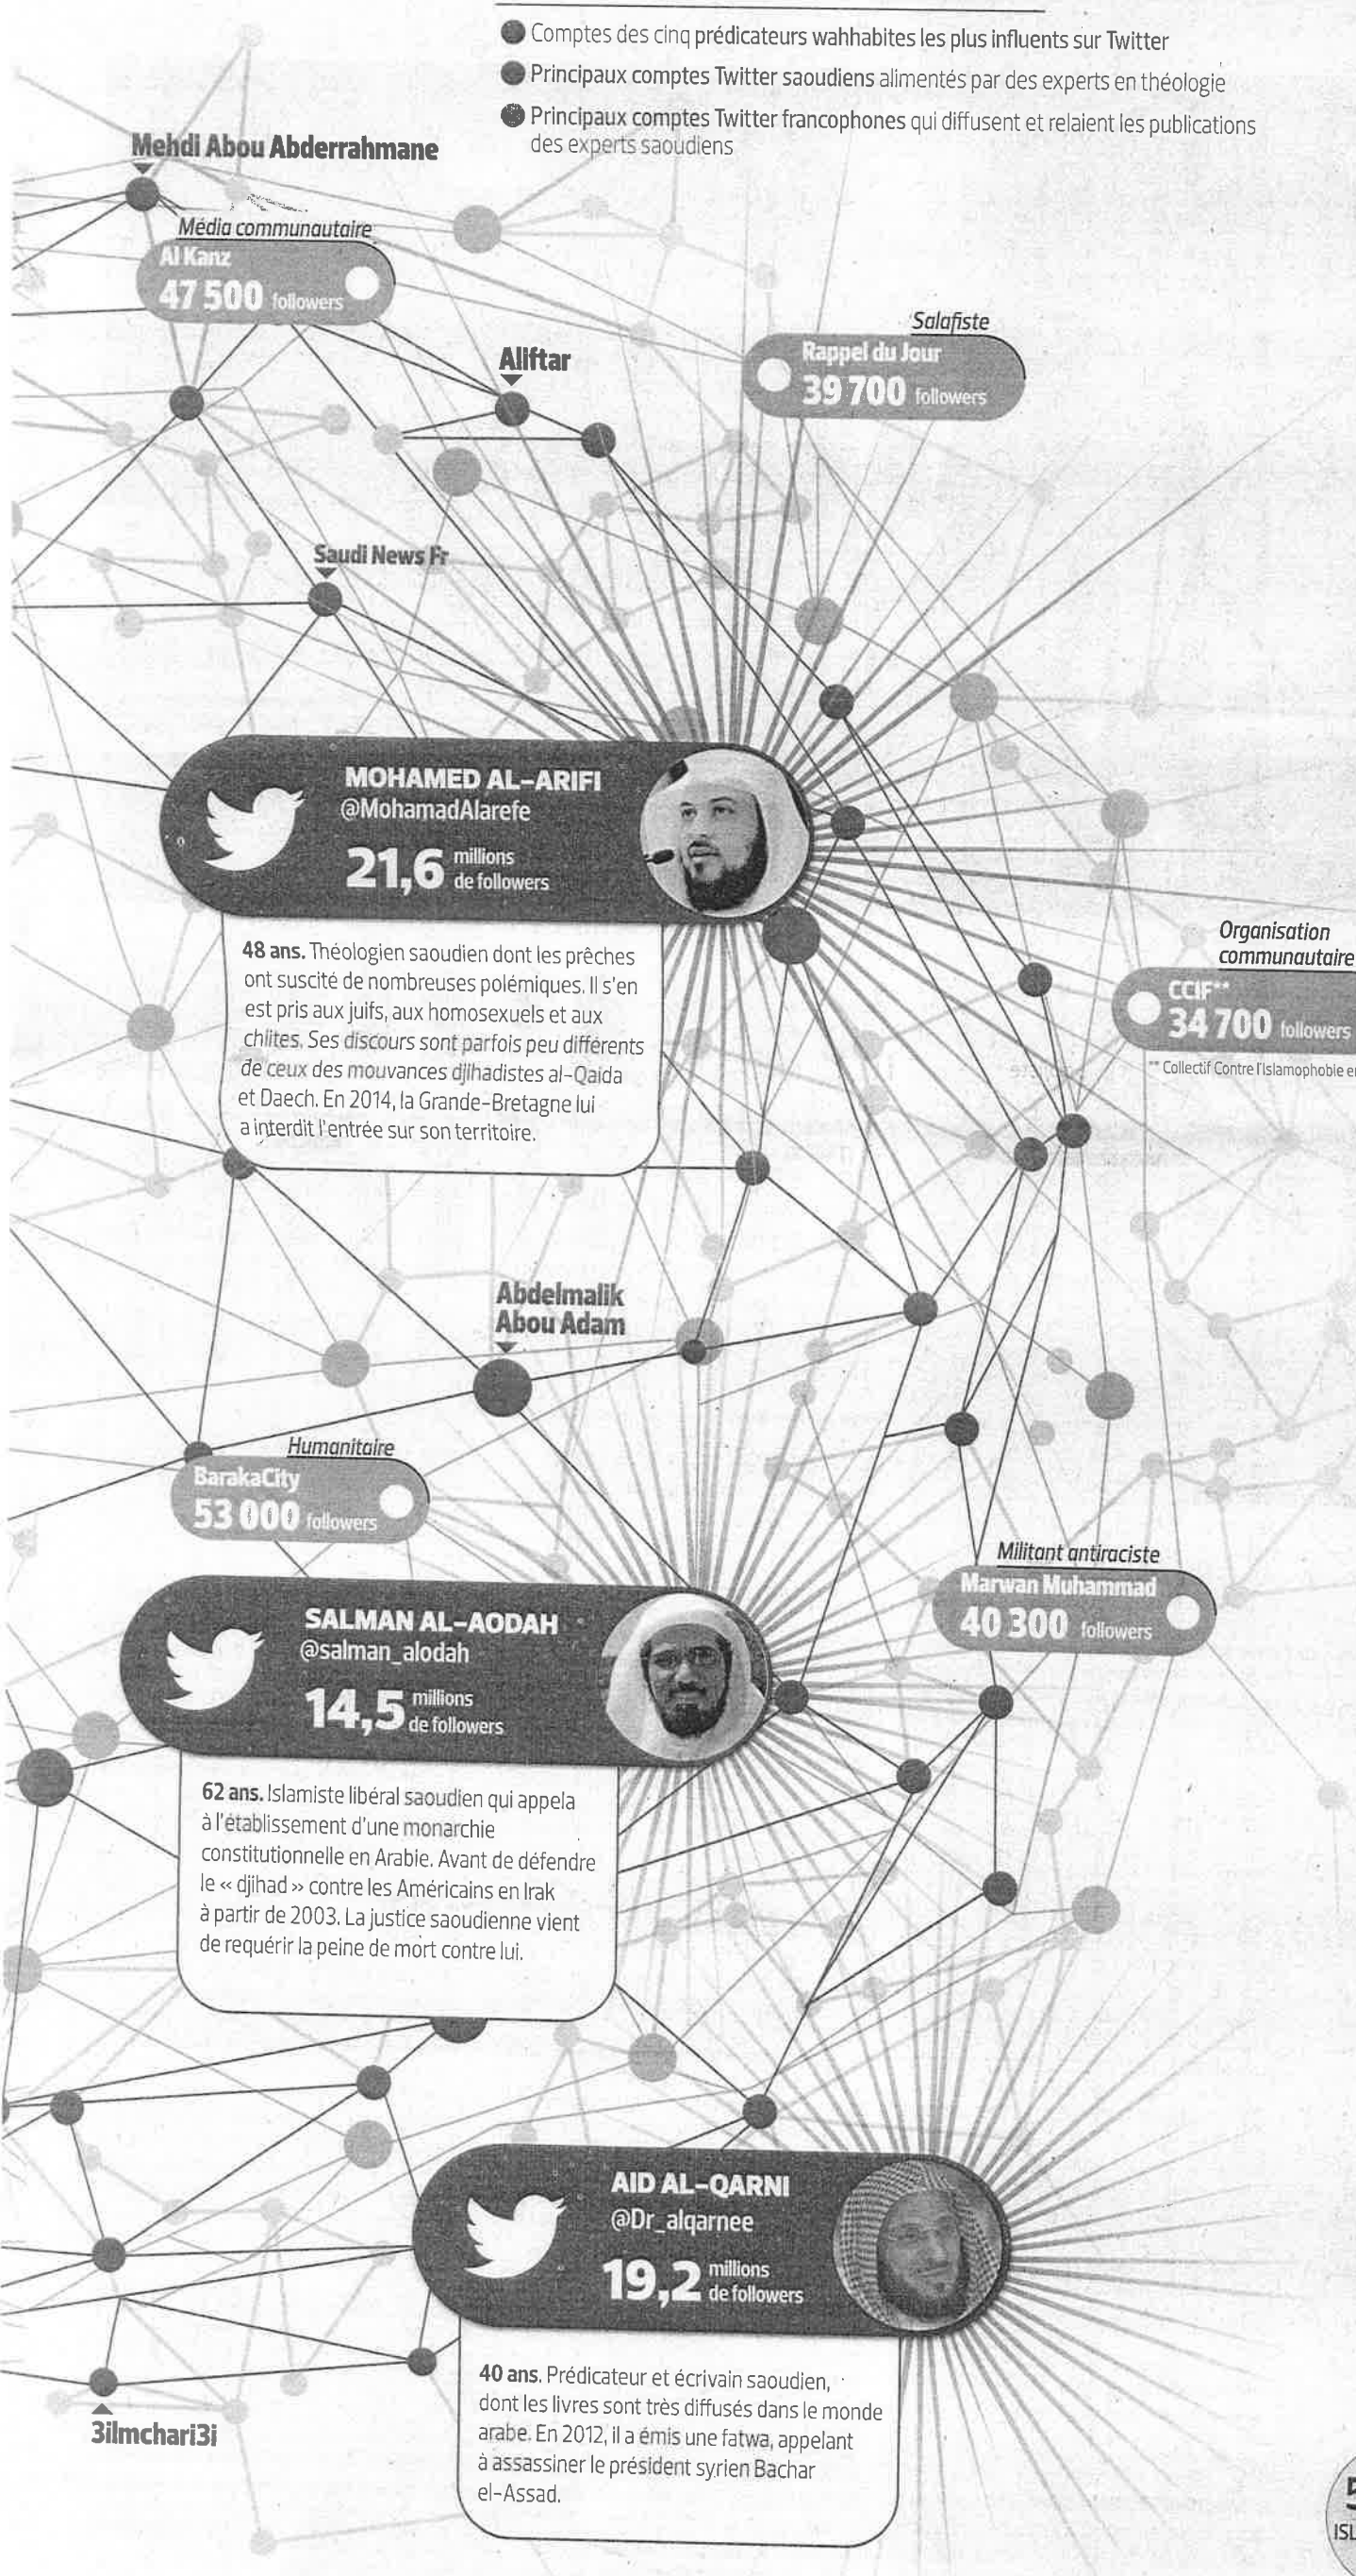 Comptes des cinq prédicateurs wahhabites les plus influents sur Twitter
Principaux comptes Twitter saoudiens alimentés par des experts en théologie
Principaux comptes Twitter francophones qui diffusent et relaient les publications
des experts saoudiens
Mehdi Abou Abderrahmane
Média communautaire
Al Kanz
47 500 followers
Salafiste
Rappel du Jour
39 700 followers
Aliftar
Saudi News Fr
MOHAMED AL-ARIFI
@MohamadAlarefe
21,6 millions
de followers
48 ans. Théologien saoudien dont les prêches
ont suscité de nombreuses polémiques. Il s'en
est pris aux juifs, aux homosexuels et aux
chiites. Ses discours sont parfois peu différents
de ceux des mouvances djihadistes al-Qaida
et Daech. En 2014, la Grande-Bretagne lui
a interdit l'entrée sur son territoire.
Organisation
communautaire
CCIF**
34 700 followers
** Collectif Contre l'Islamophobie
Abdelmalik
Abou Adam
Humanitaire
BarakaCity
53 000 followers
Militant antiraciste
Marwan Muhammad
40 300 followers
SALMAN AL-AODAH
@salman_alodah
14,5 millions
de followers
62 ans. Islamiste libéral saoudien qui appela
à l'établissement d'une monarchie
constitutionnelle en Arabie. Avant de défendre
le « djihad » contre les Américains en Irak
à partir de 2003. La justice saoudienne vient
de requérir la peine de mort contre lui.
AID AL-QARNI
@Dr_alqarnee
19,2 millions
de followers
40 ans. Prédicateur et écrivain saoudien,
dont les livres sont très diffusés dans le monde
arabe. En 2012, il a émis une fatwa, appelant
à assassiner le président syrien Bachar
el-Assad.
3ilmchari3i